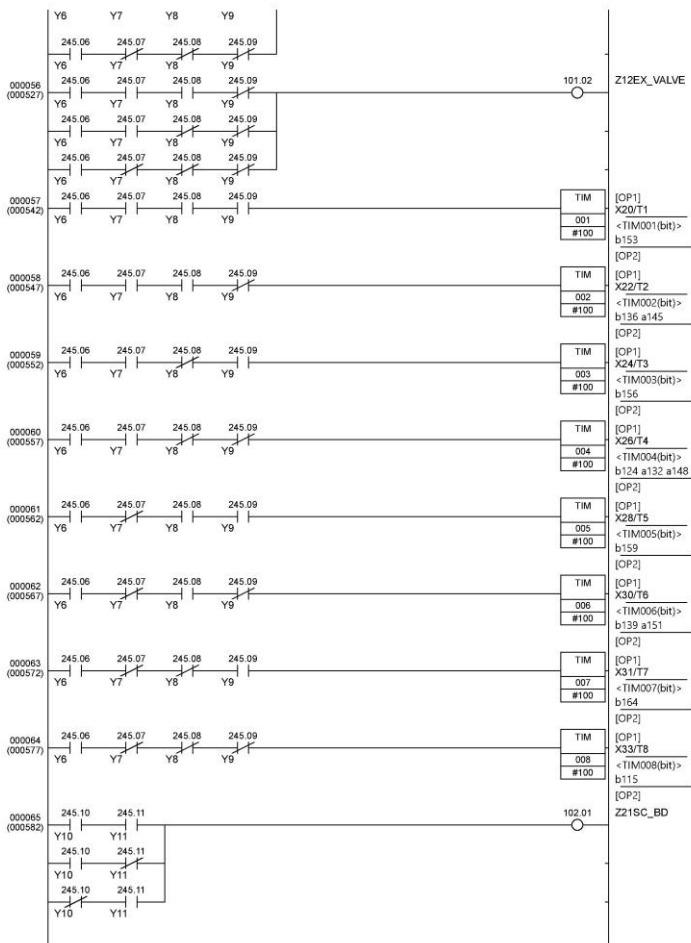 Y6 Y7 Y8 Y9
245.06 245.07 245.08 245.09
Y6 Y7 Y8 Y9
000056
(000527)
245.06 245.07 245.08 245.09
Y6 Y7 Y8 Y9
101.02
Z12EX_VALVE
245.06 245.07 245.08 245.09
Y6 Y7 Y8 Y9
245.06 245.07 245.08 245.09
Y6 Y7 Y8 Y9
000057
(000542)
245.06 245.07 245.08 245.09
Y6 Y7 Y8 Y9
TIM
001
#100
[OP1]
X20/T1
<TIM001(bit)>
b153
[OP2]
000058
(000547)
245.06 245.07 245.08 245.09
Y6 Y7 Y8 Y9
TIM
002
#100
[OP1]
X22/T2
<TIM002(bit)>
b136 a145
[OP2]
000059
(000552)
245.06 245.07 245.08 245.09
Y6 Y7 Y8 Y9
TIM
003
#100
[OP1]
X24/T3
<TIM003(bit)>
b156
[OP2]
000060
(000557)
245.06 245.07 245.08 245.09
Y6 Y7 Y8 Y9
TIM
004
#100
[OP1]
X26/T4
<TIM004(bit)>
b124 a132 a148
[OP2]
000061
(000562)
245.06 245.07 245.08 245.09
Y6 Y7 Y8 Y9
TIM
005
#100
[OP1]
X28/T5
<TIM005(bit)>
b159
[OP2]
000062
(000567)
245.06 245.07 245.08 245.09
Y6 Y7 Y8 Y9
TIM
006
#100
[OP1]
X30/T6
<TIM006(bit)>
b139 a151
[OP2]
000063
(000572)
245.06 245.07 245.08 245.09
Y6 Y7 Y8 Y9
TIM
007
#100
[OP1]
X31/T7
<TIM007(bit)>
b164
[OP2]
000064
(000577)
245.06 245.07 245.08 245.09
Y6 Y7 Y8 Y9
TIM
008
#100
[OP1]
X33/T8
<TIM008(bit)>
b115
[OP2]
000065
(000582)
245.10 245.11
Y10 Y11
102.01
Z21SC_BD
245.10 245.11
Y10 Y11
245.10 245.11
Y10 Y11